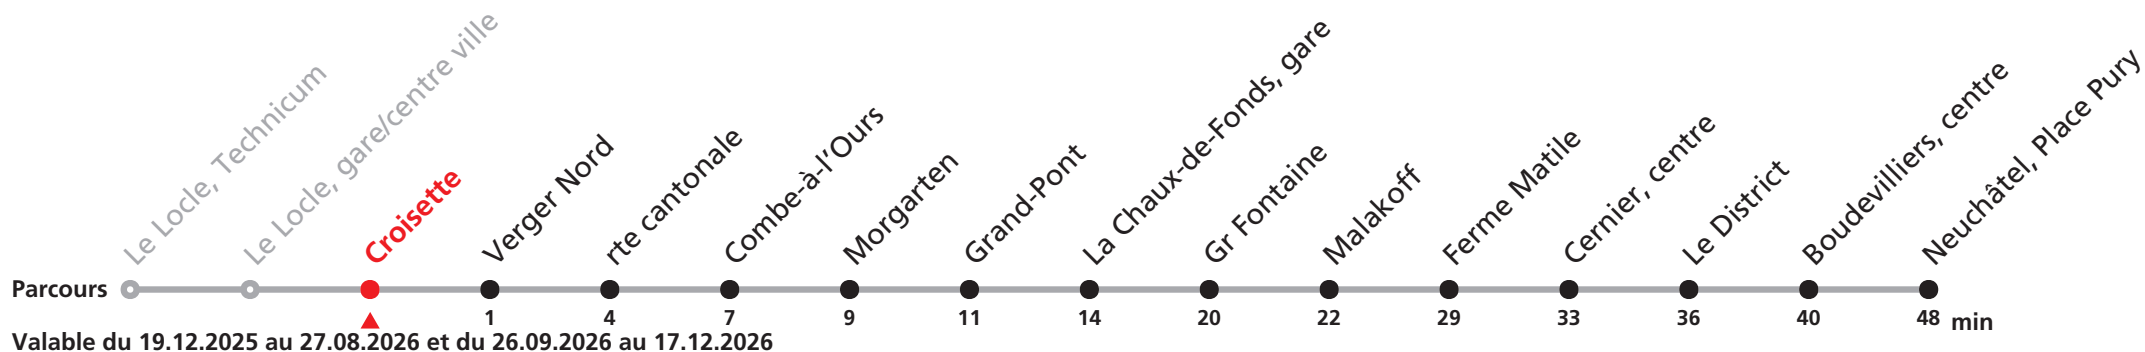 Le Locle, Technicum
Le Locle, gare/centre ville
Croisette
Verger Nord
rte cantonale
Combe-à-l'Ours
Morgarten
Grand-Pont
La Chaux-de-Fonds, gare
Gr Fontaine
Malakoff
Ferme Matile
Cernier, centre
Le District
Boudevilliers, centre
Neuchâtel, Place Pury
Parcours
1 4 7 9 11 14 20 22 29 33 36 40 48 min
Valable du 19.12.2025 au 27.08.2026 et du 26.09.2026 au 17.12.2026